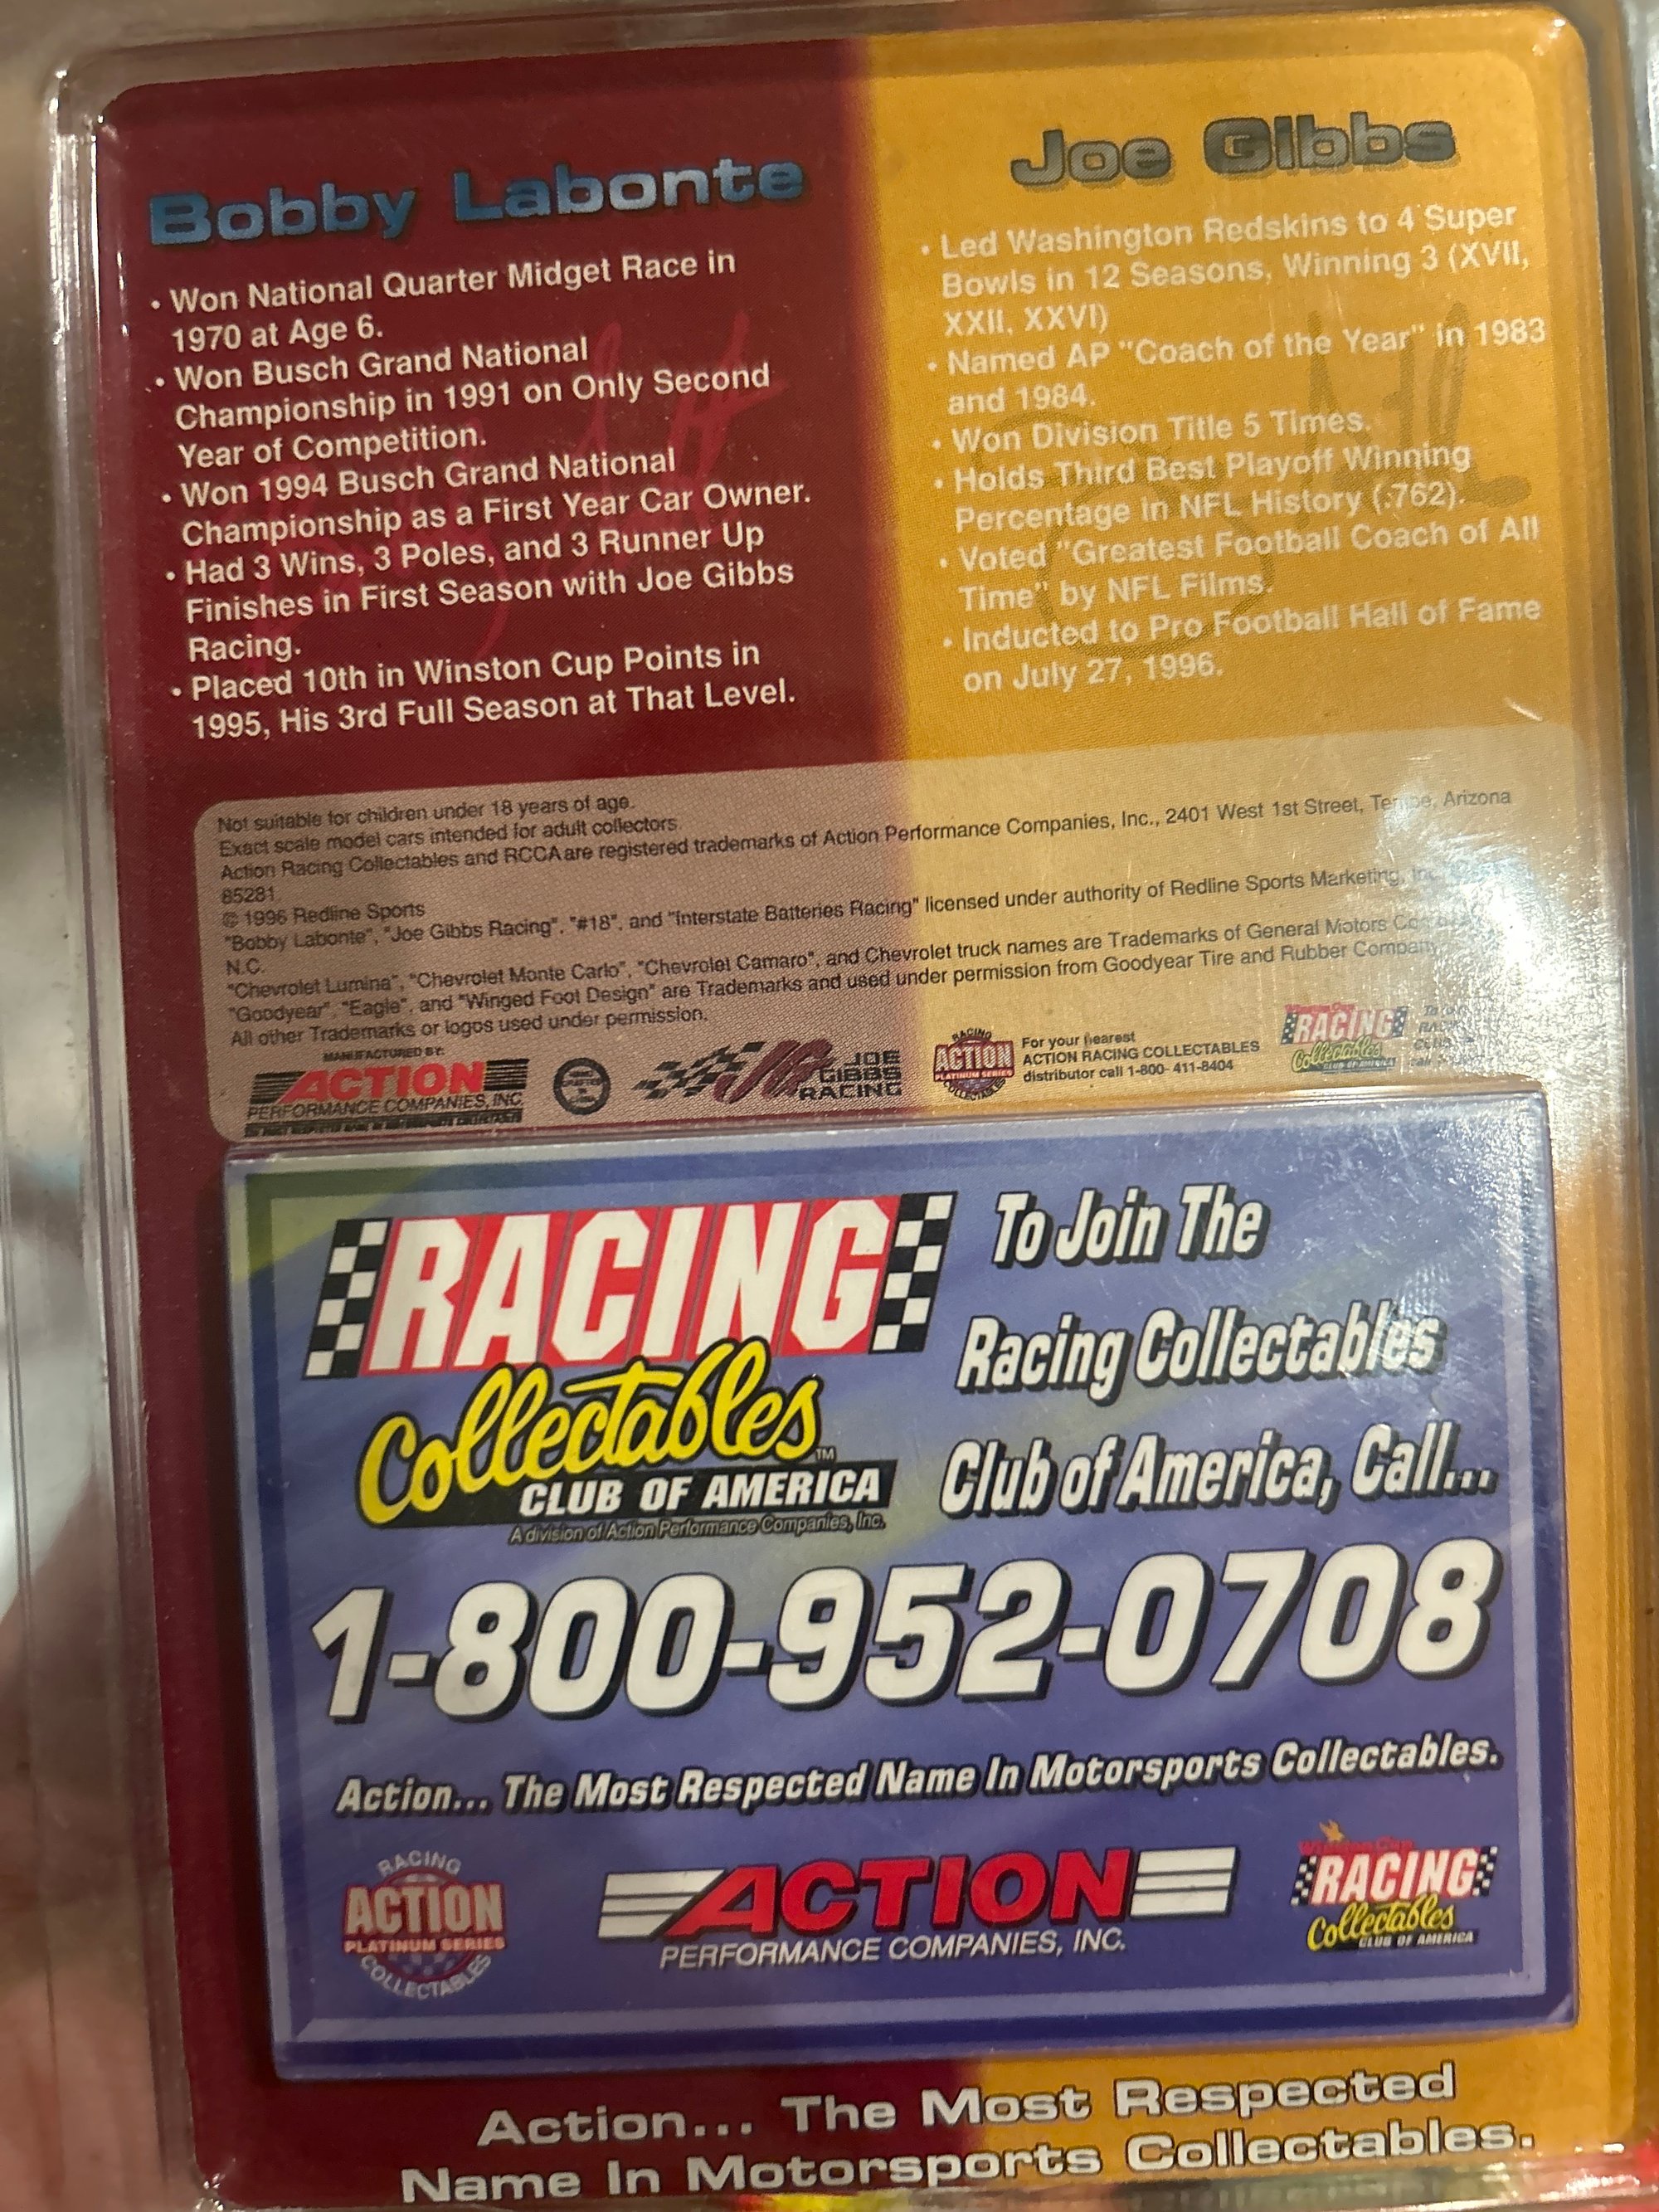 Bobby Labonte
• Won National Quarter Midget Race in
1970 at Age 6.
• Won Busch Grand National
Championship in 1991 on Only Second
Year of Competition.
• Won 1994 Busch Grand National
Championship as a First Year Car Owner.
• Had 3 Wins, 3 Poles, and 3 Runner Up
Finishes in First Season with Joe Gibbs
Racing.
• Placed 10th in Winston Cup Points in
1995, His 3rd Full Season at That Level.
Joe Gibbs
• Led Washington Redskins to 4 Super
Bowls in 12 Seasons, Winning 3 (XVII,
XXII, XXVI)
• Named AP "Coach of the Year" in 1983
and 1984.
• Won Division Title 5 Times.
• Holds Third Best Playoff Winning
Percentage in NFL History (.762).
• Voted "Greatest Football Coach of All
Time" by NFL Films.
• Inducted to Pro Football Hall of Fame
on July 27, 1996.
Not suitable for children under 18 years of age.
Exact scale model cars intended for adult collectors.
Action Racing Collectables and RCCA are registered trademarks of Action Performance Companies, Inc., 2401 West 1st Street, Tempe, Arizona
85281.
© 1996 Redline Sports
"Bobby Labonte", "Joe Gibbs Racing", "#18", and "Interstate Batteries Racing" licensed under authority of Redline Sports Marketing,
N.C.
"Chevrolet Lumina", "Chevrolet Monte Carlo", "Chevrolet Camaro", and Chevrolet truck names are Trademarks of General Motors
"Goodyear", "Eagle", and "Winged Foot Design" are Trademarks and used under permission from Goodyear Tire and Rubber Company
All other Trademarks or logos used under permission.
MANUFACTURED BY:
ACTION
PERFORMANCE COMPANIES, INC.
JG JOE
GIBBS
RACING
RACING
ACTION
PLATINUM SERIES
COLLECTABLES
For your nearest
ACTION RACING COLLECTABLES
distributor call 1-800- 411-8404
RACING
Collectables
CLUB OF AMERICA
RACING
Collectables™
CLUB OF AMERICA
A division of Action Performance Companies, Inc.
To Join The
Racing Collectables
Club of America, Call...
1-800-952-0708
Action... The Most Respected Name In Motorsports Collectables.
RACING
ACTION
PLATINUM SERIES
COLLECTABLES
ACTION
PERFORMANCE COMPANIES, INC.
RACING
Collectables
CLUB OF AMERICA
Action... The Most Respected
Name In Motorsports Collectables.